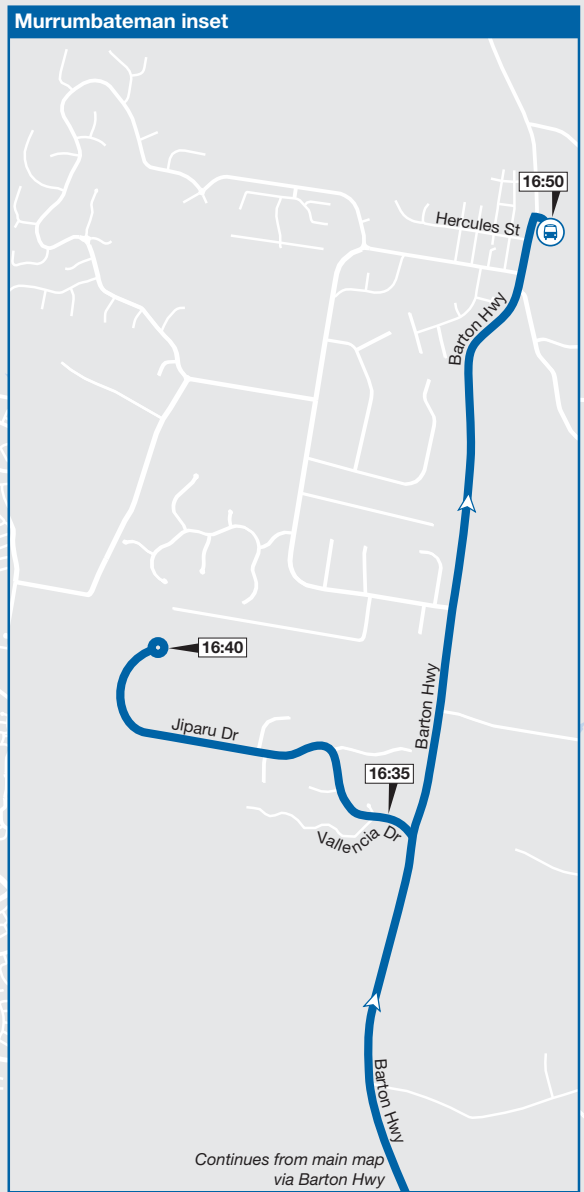 Murrumbateman inset
16:50
Hercules St
Barton Hwy
16:40
Barton Hwy
Jiparu Dr
16:35
Vallencia Dr
Barton Hwy
Continues from main map
via Barton Hwy